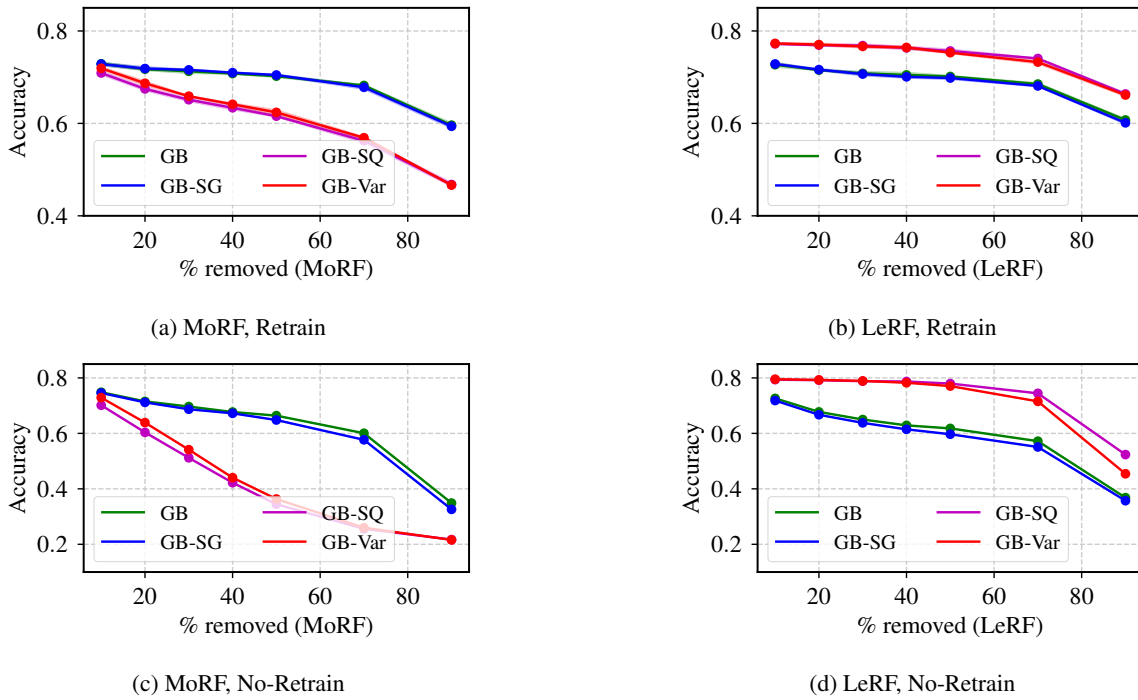 0.8
0.6
0.4
Accuracy
GB
GB-SG
GB-SQ
GB-Var
20 40 60 80
% removed (MoRF)
(a) MoRF, Retrain
0.8
0.6
0.4
Accuracy
GB
GB-SG
GB-SQ
GB-Var
20 40 60 80
% removed (LeRF)
(b) LeRF, Retrain
0.8
0.6
0.4
0.2
Accuracy
GB
GB-SG
GB-SQ
GB-Var
20 40 60 80
% removed (MoRF)
(c) MoRF, No-Retrain
0.8
0.6
0.4
0.2
Accuracy
GB
GB-SG
GB-SQ
GB-Var
20 40 60 80
% removed (LeRF)
(d) LeRF, No-Retrain